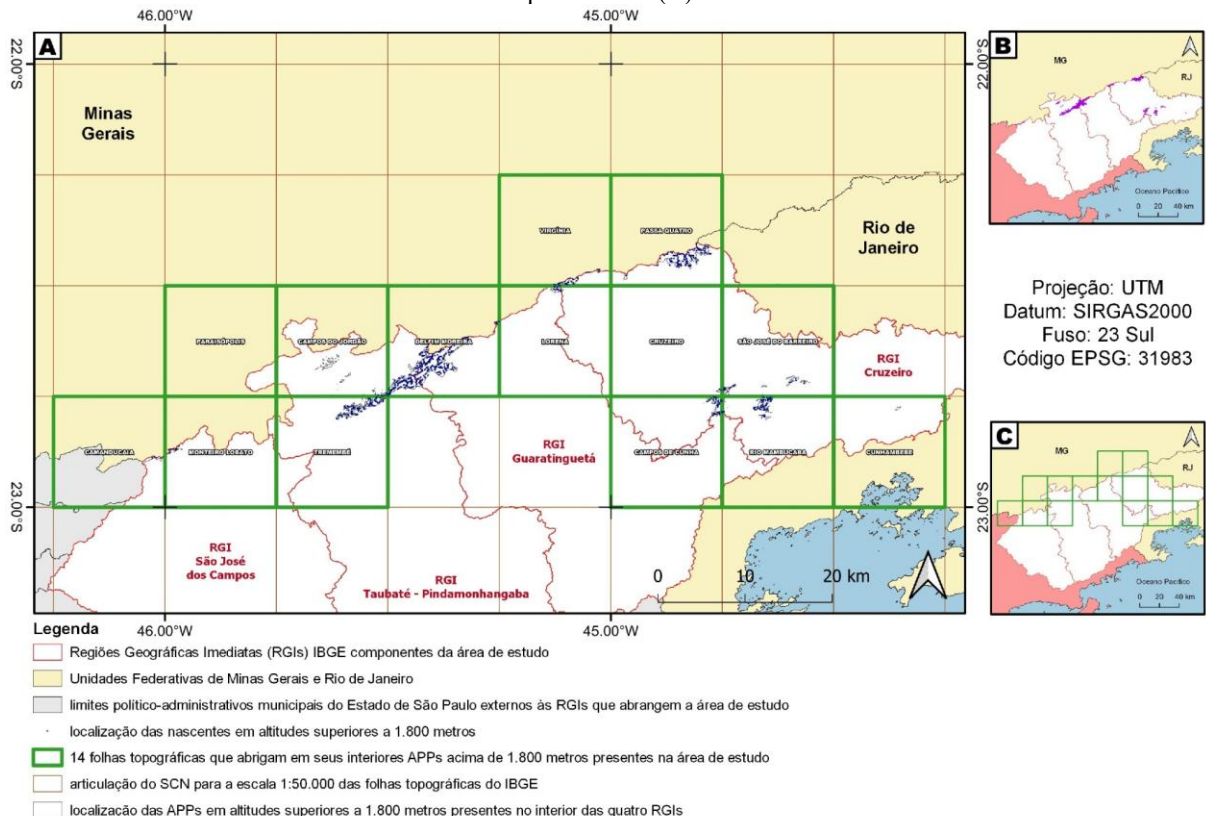 46.00°W
45.00°W
A
22.00°S
22.00°S
Minas
Gerais
VIRGÍNIA
PASSA QUATRO
Rio de
Janeiro
PARAISÓPOLIS
CAMPOS DO JORDÃO
DELFIM MOREIRA
LORENA
CRUZEIRO
SÃO JOSÉ DO BARREIRO
RGI
Cruzeiro
RGI
Guaratinguetá
CAMANDUCAIA
MONTEIRO LOBATO
TREMEMBÉ
CAMPOS DE CUNHA
RIO MAMBUCABA
CUNHAMBEBE
23.00°S
23.00°S
RGI
São José
dos Campos
RGI
Taubaté - Pindamonhangaba
0 10 20 km
46.00°W
45.00°W
B
MG
RJ
Oceano Pacífico
0 20 40 km
Projeção: UTM
Datum: SIRGAS2000
Fuso: 23 Sul
Código EPSG: 31983
C
MG
RJ
Oceano Pacífico
0 20 40 km
Legenda
Regiões Geográficas Imediatas (RGIs) IBGE componentes da área de estudo
Unidades Federativas de Minas Gerais e Rio de Janeiro
limites político-administrativos municipais do Estado de São Paulo externos às RGIs que abrangem a área de estudo
localização das nascentes em altitudes superiores a 1.800 metros
14 folhas topográficas que abrigam em seus interiores APPs acima de 1.800 metros presentes na área de estudo
articulação do SCN para a escala 1:50.000 das folhas topográficas do IBGE
localização das APPs em altitudes superiores a 1.800 metros presentes no interior das quatro RGIs